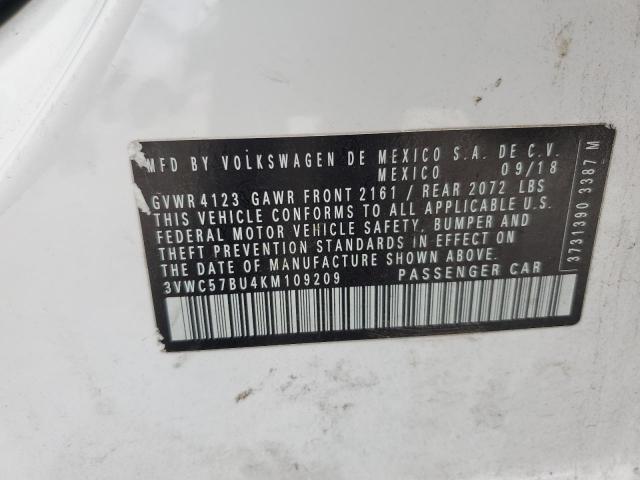 MFD BY VOLKSWAGEN DE MEXICO S.A. DE C.V.
MEXICO 09/18
GVWR 4123 GAWR FRONT 2161 / REAR 2072 LBS
THIS VEHICLE CONFORMS TO ALL APPLICABLE U.S.
FEDERAL MOTOR VEHICLE SAFETY, BUMPER AND
THEFT PREVENTION STANDARDS IN EFFECT ON
THE DATE OF MANUFACTURE SHOWN ABOVE.
3VWC57BU4KM109209 PASSENGER CAR
3731390 3387 M